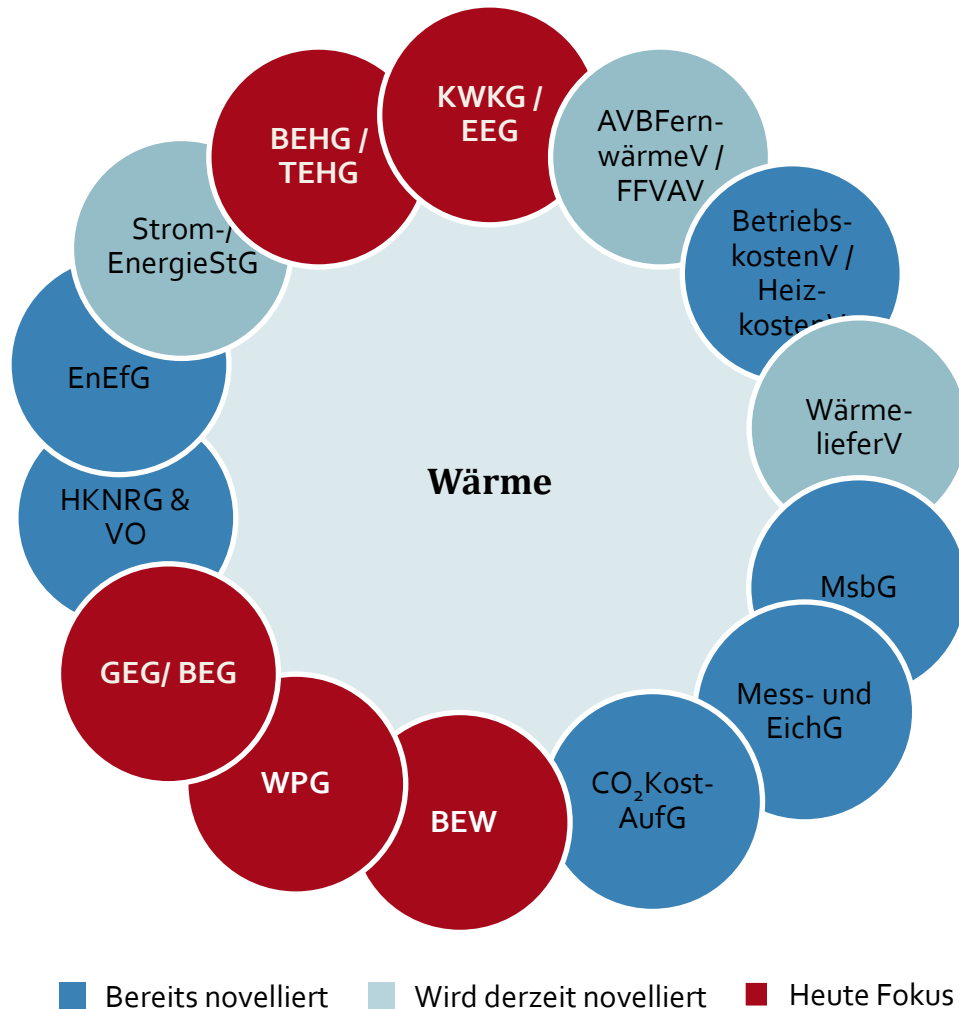 KWKG /
EEG
AVBFern-
wärmeV /
FFVAV
Betriebs-
kostenV /
Heiz-
kostenV
Wärme-
lieferV
MsbG
Mess- und
EichG
CO₂Kost-
AufG
BEW
WPG
GEG/ BEG
HKNRG &
VO
EnEfG
Strom-/
EnergieStG
BEHG /
TEHG
Wärme
Bereits novelliert
Wird derzeit novelliert
Heute Fokus